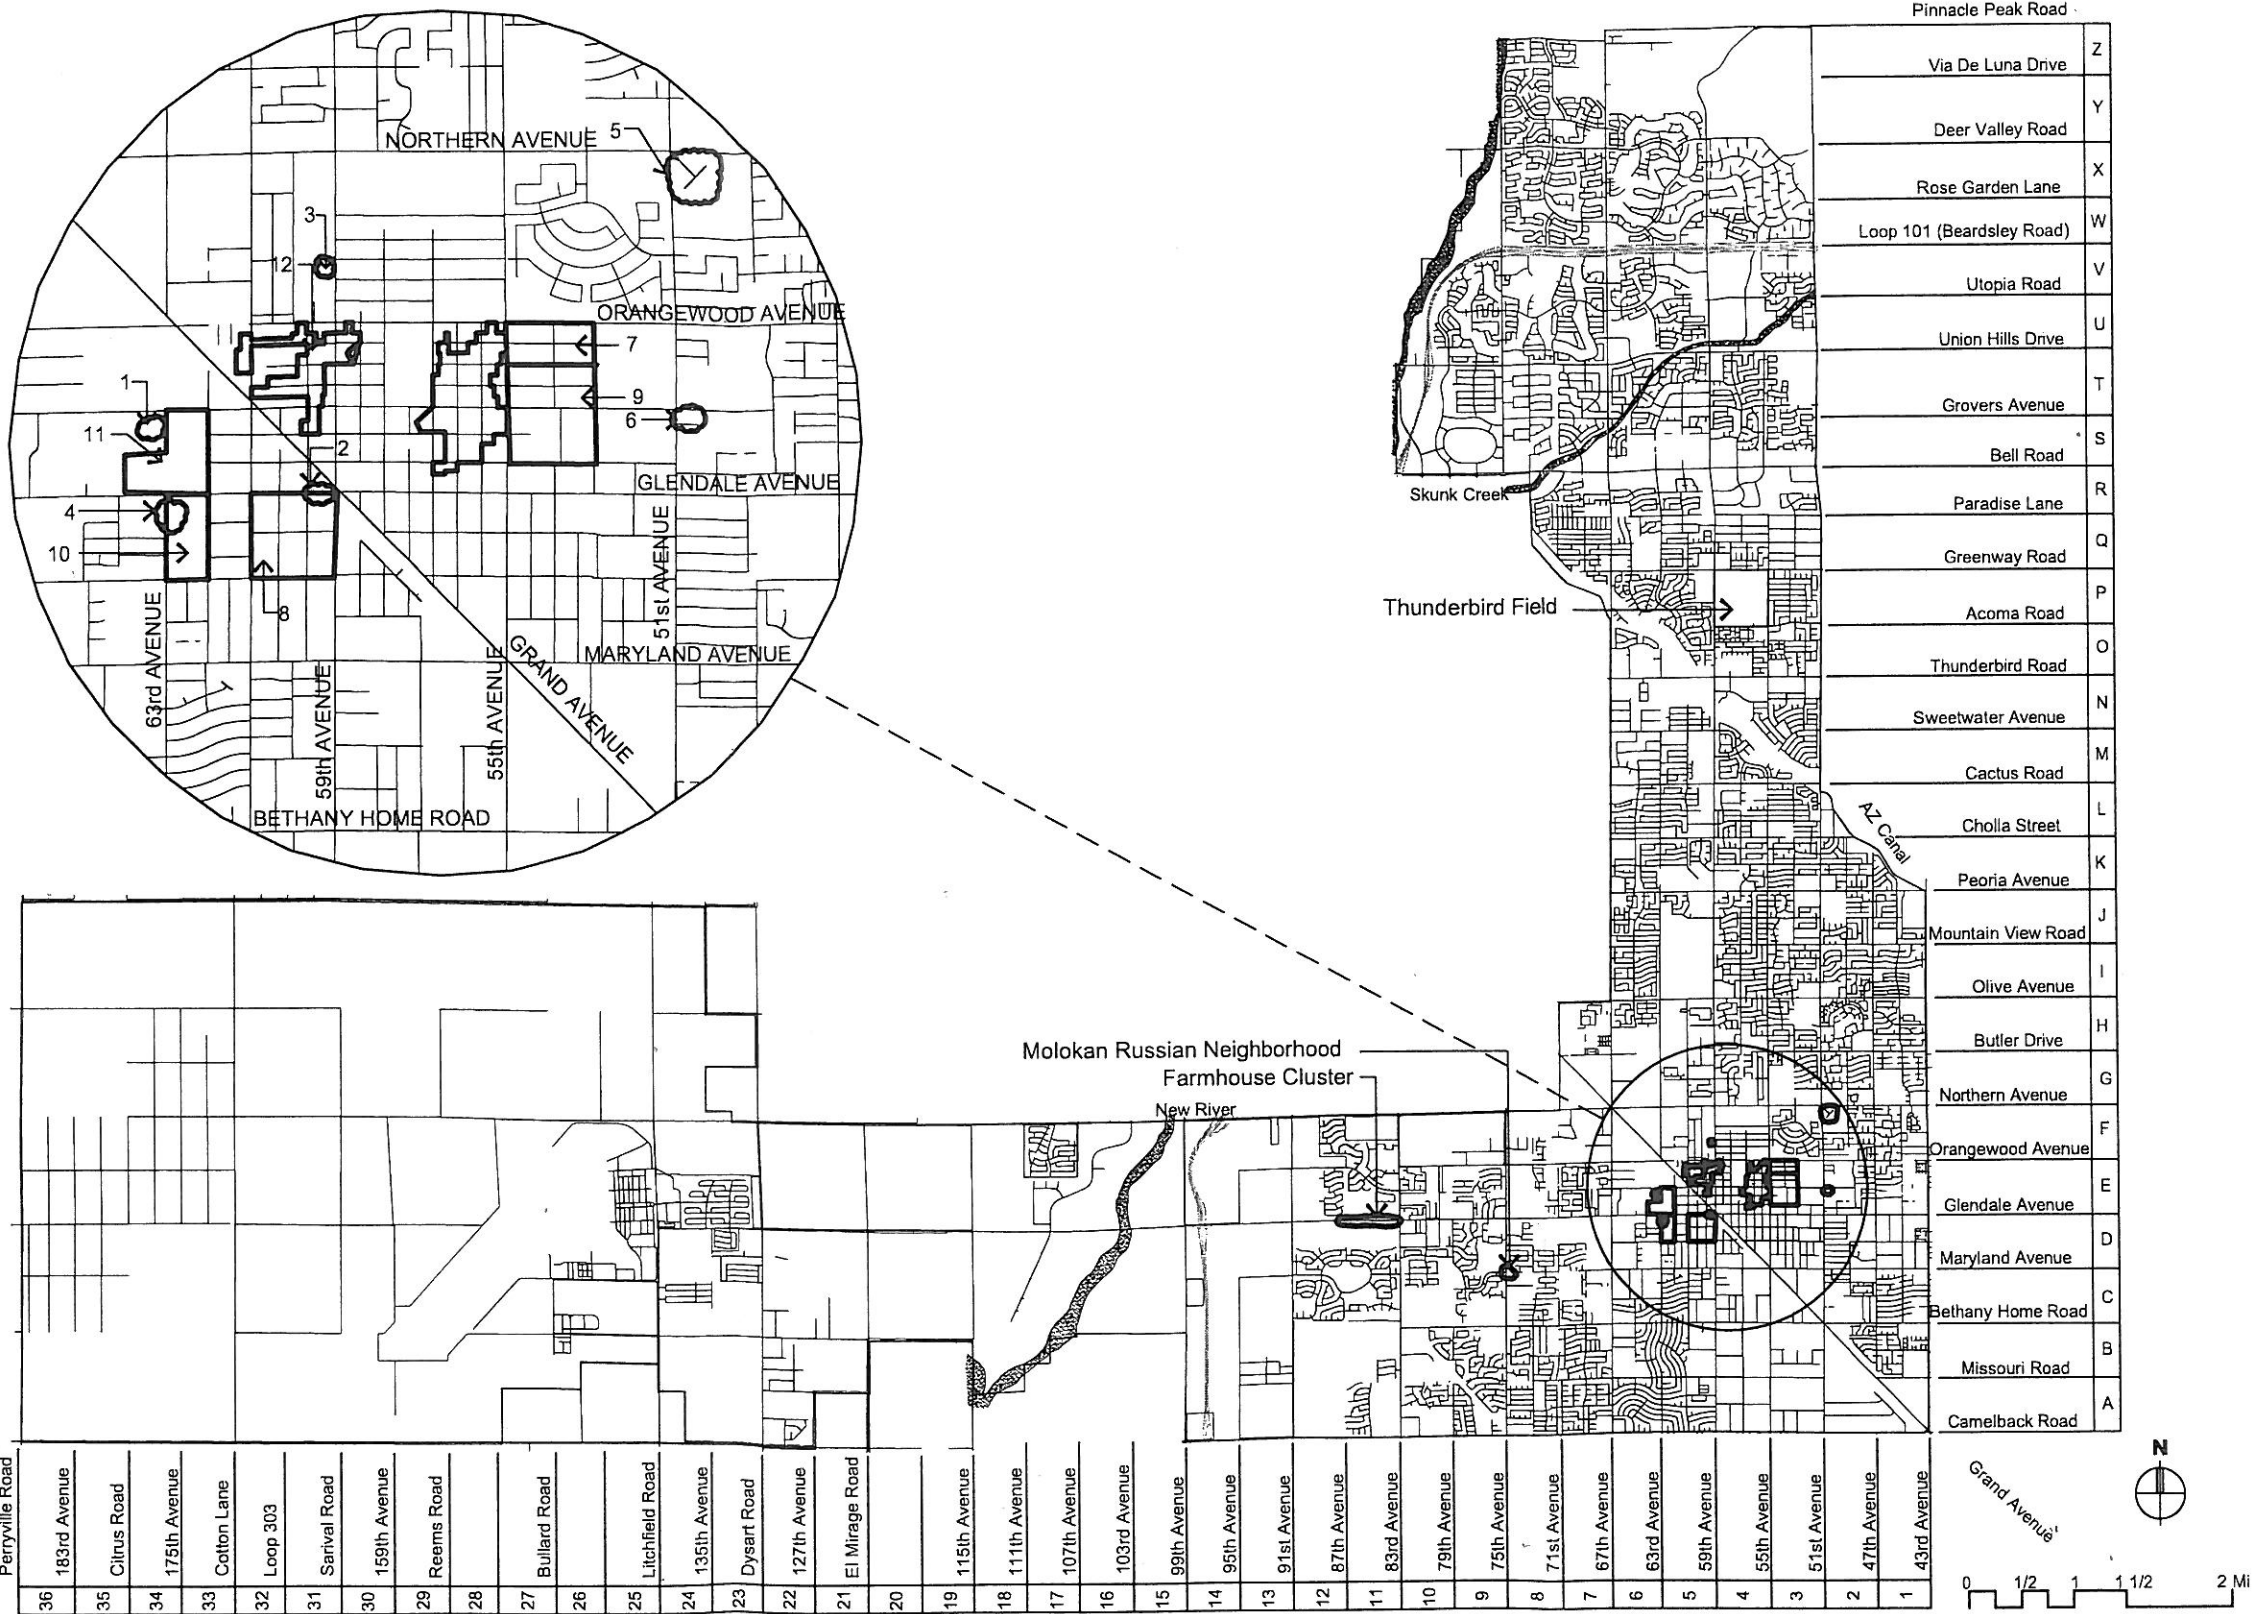 Pinnacle Peak Road
Z
Via De Luna Drive
Y
Deer Valley Road
X
Rose Garden Lane
W
Loop 101 (Beardsley Road)
V
Utopia Road
U
Union Hills Drive
T
Grovers Avenue
S
Bell Road
R
Paradise Lane
Q
Greenway Road
P
Acoma Road
O
Thunderbird Road
N
Sweetwater Avenue
M
Cactus Road
L
Cholla Street
K
Peoria Avenue
J
Mountain View Road
I
Olive Avenue
H
Butler Drive
G
Northern Avenue
F
Orangewood Avenue
E
Glendale Avenue
D
Maryland Avenue
C
Bethany Home Road
B
Missouri Road
A
Camelback Road
NORTHERN AVENUE
5
3
12
ORANGEWOOD AVENUE
7
1
9
6
11
2
GLENDALE AVENUE
4
10
8
63rd AVENUE
59th AVENUE
55th AVENUE
51st AVENUE
MARYLAND AVENUE
GRAND AVENUE
BETHANY HOME ROAD
Skunk Creek
Thunderbird Field
AZ Canal
Molokan Russian Neighborhood
Farmhouse Cluster
New River
Perryville Road
183rd Avenue
Citrus Road
175th Avenue
Cotton Lane
Loop 303
Sarival Road
159th Avenue
Reems Road
Bullard Road
Litchfield Road
135th Avenue
Dysart Road
127th Avenue
El Mirage Road
115th Avenue
111th Avenue
107th Avenue
103rd Avenue
99th Avenue
95th Avenue
91st Avenue
87th Avenue
83rd Avenue
79th Avenue
75th Avenue
71st Avenue
67th Avenue
63rd Avenue
59th Avenue
55th Avenue
51st Avenue
47th Avenue
43rd Avenue
36 35 34 33 32 31 30 29 28 27 26 25 24 23 22 21 20 19 18 17 16 15 14 13 12 11 10 9 8 7 6 5 4 3 2 1
Grand Avenue
N
0 1/2 1 1 1/2 2 Mi